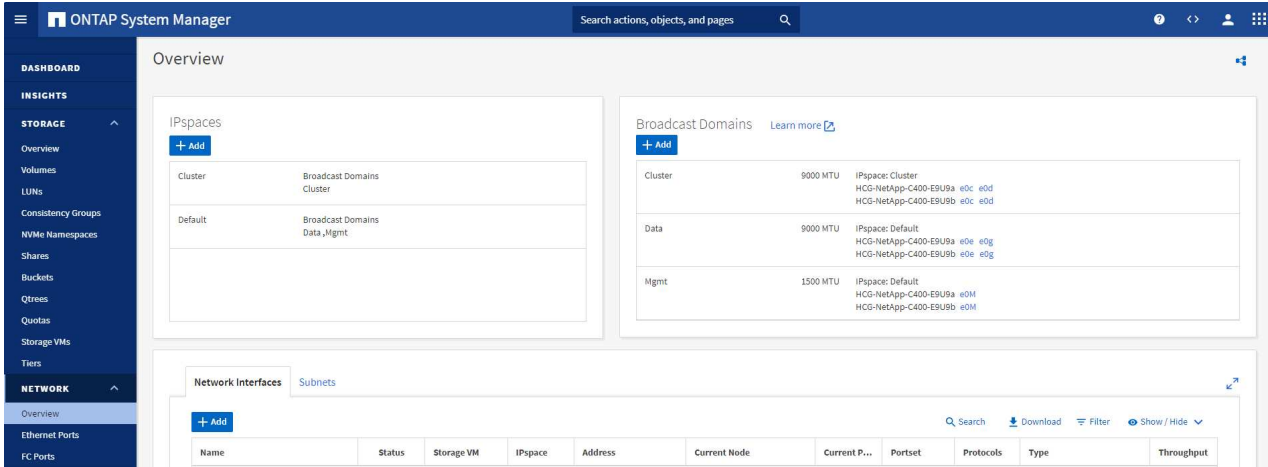 ONTAP System Manager
Search actions, objects, and pages
DASHBOARD
INSIGHTS
STORAGE
Overview
Volumes
LUNs
Consistency Groups
NVMe Namespaces
Shares
Buckets
Qtrees
Quotas
Storage VMs
Tiers
NETWORK
Overview
Ethernet Ports
FC Ports
Overview
IPspaces
+ Add
Cluster Broadcast Domains
Cluster
Default Broadcast Domains
Data ,Mgmt
Broadcast Domains Learn more
+ Add
Cluster 9000 MTU IPspace: Cluster
HCG-NetApp-C400-E9U9a e0c e0d
HCG-NetApp-C400-E9U9b e0c e0d
Data 9000 MTU IPspace: Default
HCG-NetApp-C400-E9U9a e0e e0g
HCG-NetApp-C400-E9U9b e0e e0g
Mgmt 1500 MTU IPspace: Default
HCG-NetApp-C400-E9U9a e0M
HCG-NetApp-C400-E9U9b e0M
Network Interfaces Subnets
+ Add Search Download Filter Show / Hide
Name Status Storage VM IPspace Address Current Node Current P... Portset Protocols Type Throughput